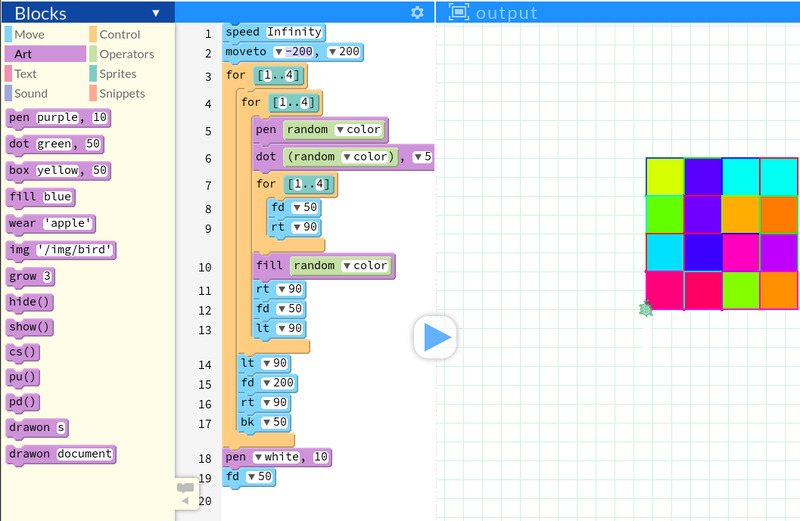 Blocks ▼
output
Move
Control
Art
Operators
Text
Sprites
Sound
Snippets
pen purple, 10
dot green, 50
box yellow, 50
fill blue
wear 'apple'
img '/img/bird'
grow 3
hide()
show()
cs()
pu()
pd()
drawon s
drawon document
1 speed Infinity
2 moveto ▼ -200, ▼ 200
3 for [1..4]
4 for [1..4]
5 pen random ▼ color
6 dot (random ▼ color), ▼ 5
7 for [1..4]
8 fd ▼ 50
9 rt ▼ 90
10 fill random ▼ color
11 rt ▼ 90
12 fd ▼ 50
13 lt ▼ 90
14 lt ▼ 90
15 fd ▼ 200
16 rt ▼ 90
17 bk ▼ 50
18 pen ▼ white, 10
19 fd ▼ 50
20